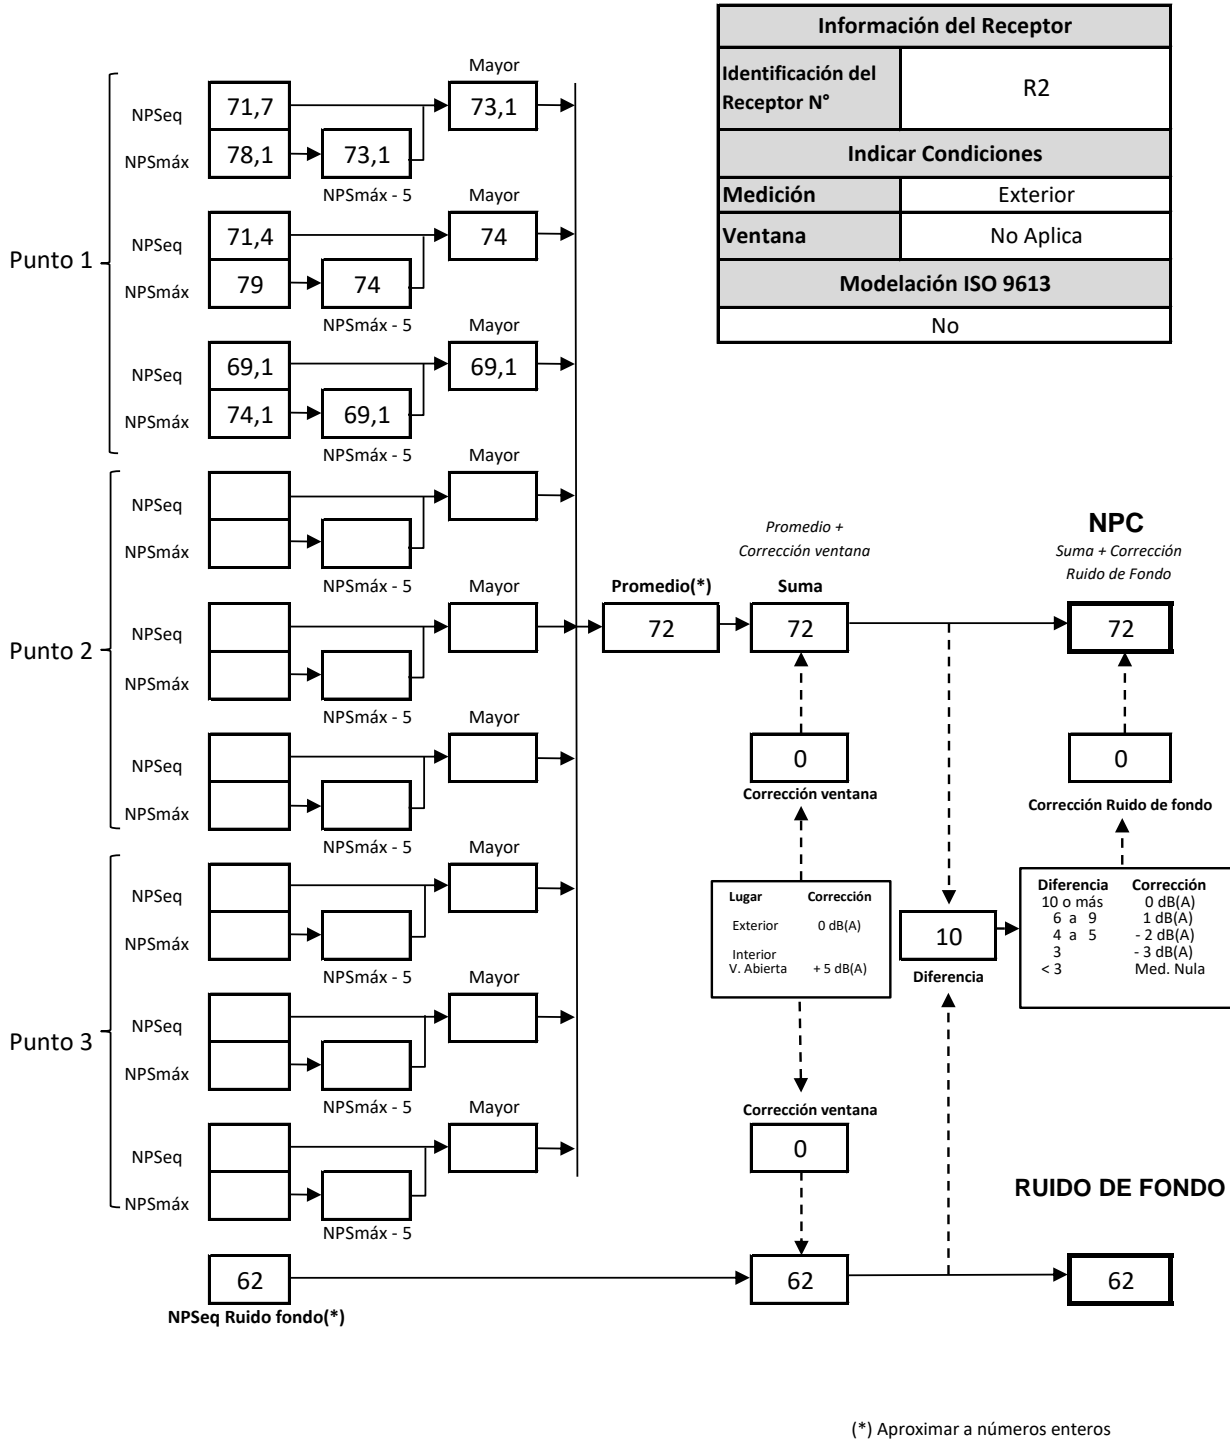 Información del Receptor
Identificación del
Receptor N°
R2
Indicar Condiciones
Medición Exterior
Ventana No Aplica
Modelación ISO 9613
No
Punto 1
Mayor
NPSeq 71,7 73,1
NPSmáx 78,1 73,1
NPSmáx - 5
Mayor
NPSeq 71,4 74
NPSmáx 79 74
NPSmáx - 5
Mayor
NPSeq 69,1 69,1
NPSmáx 74,1 69,1
NPSmáx - 5
Punto 2
Mayor
NPSeq
NPSmáx
NPSmáx - 5
Mayor
NPSeq
NPSmáx
NPSmáx - 5
Mayor
NPSeq
NPSmáx
NPSmáx - 5
Punto 3
Mayor
NPSeq
NPSmáx
NPSmáx - 5
Mayor
NPSeq
NPSmáx
NPSmáx - 5
Mayor
NPSeq
NPSmáx
NPSmáx - 5
Promedio(*)
72
Promedio +
Corrección ventana
Suma
72
NPC
Suma + Corrección
Ruido de Fondo
72
0
Corrección ventana
0
Corrección Ruido de fondo
Lugar Corrección
Exterior 0 dB(A)
Interior
V. Abierta + 5 dB(A)
10
Diferencia
Diferencia Corrección
10 o más 0 dB(A)
6 a 9 1 dB(A)
4 a 5 - 2 dB(A)
3 - 3 dB(A)
< 3 Med. Nula
Corrección ventana
0
RUIDO DE FONDO
62 62 62
NPSeq Ruido fondo(*)
(*) Aproximar a números enteros